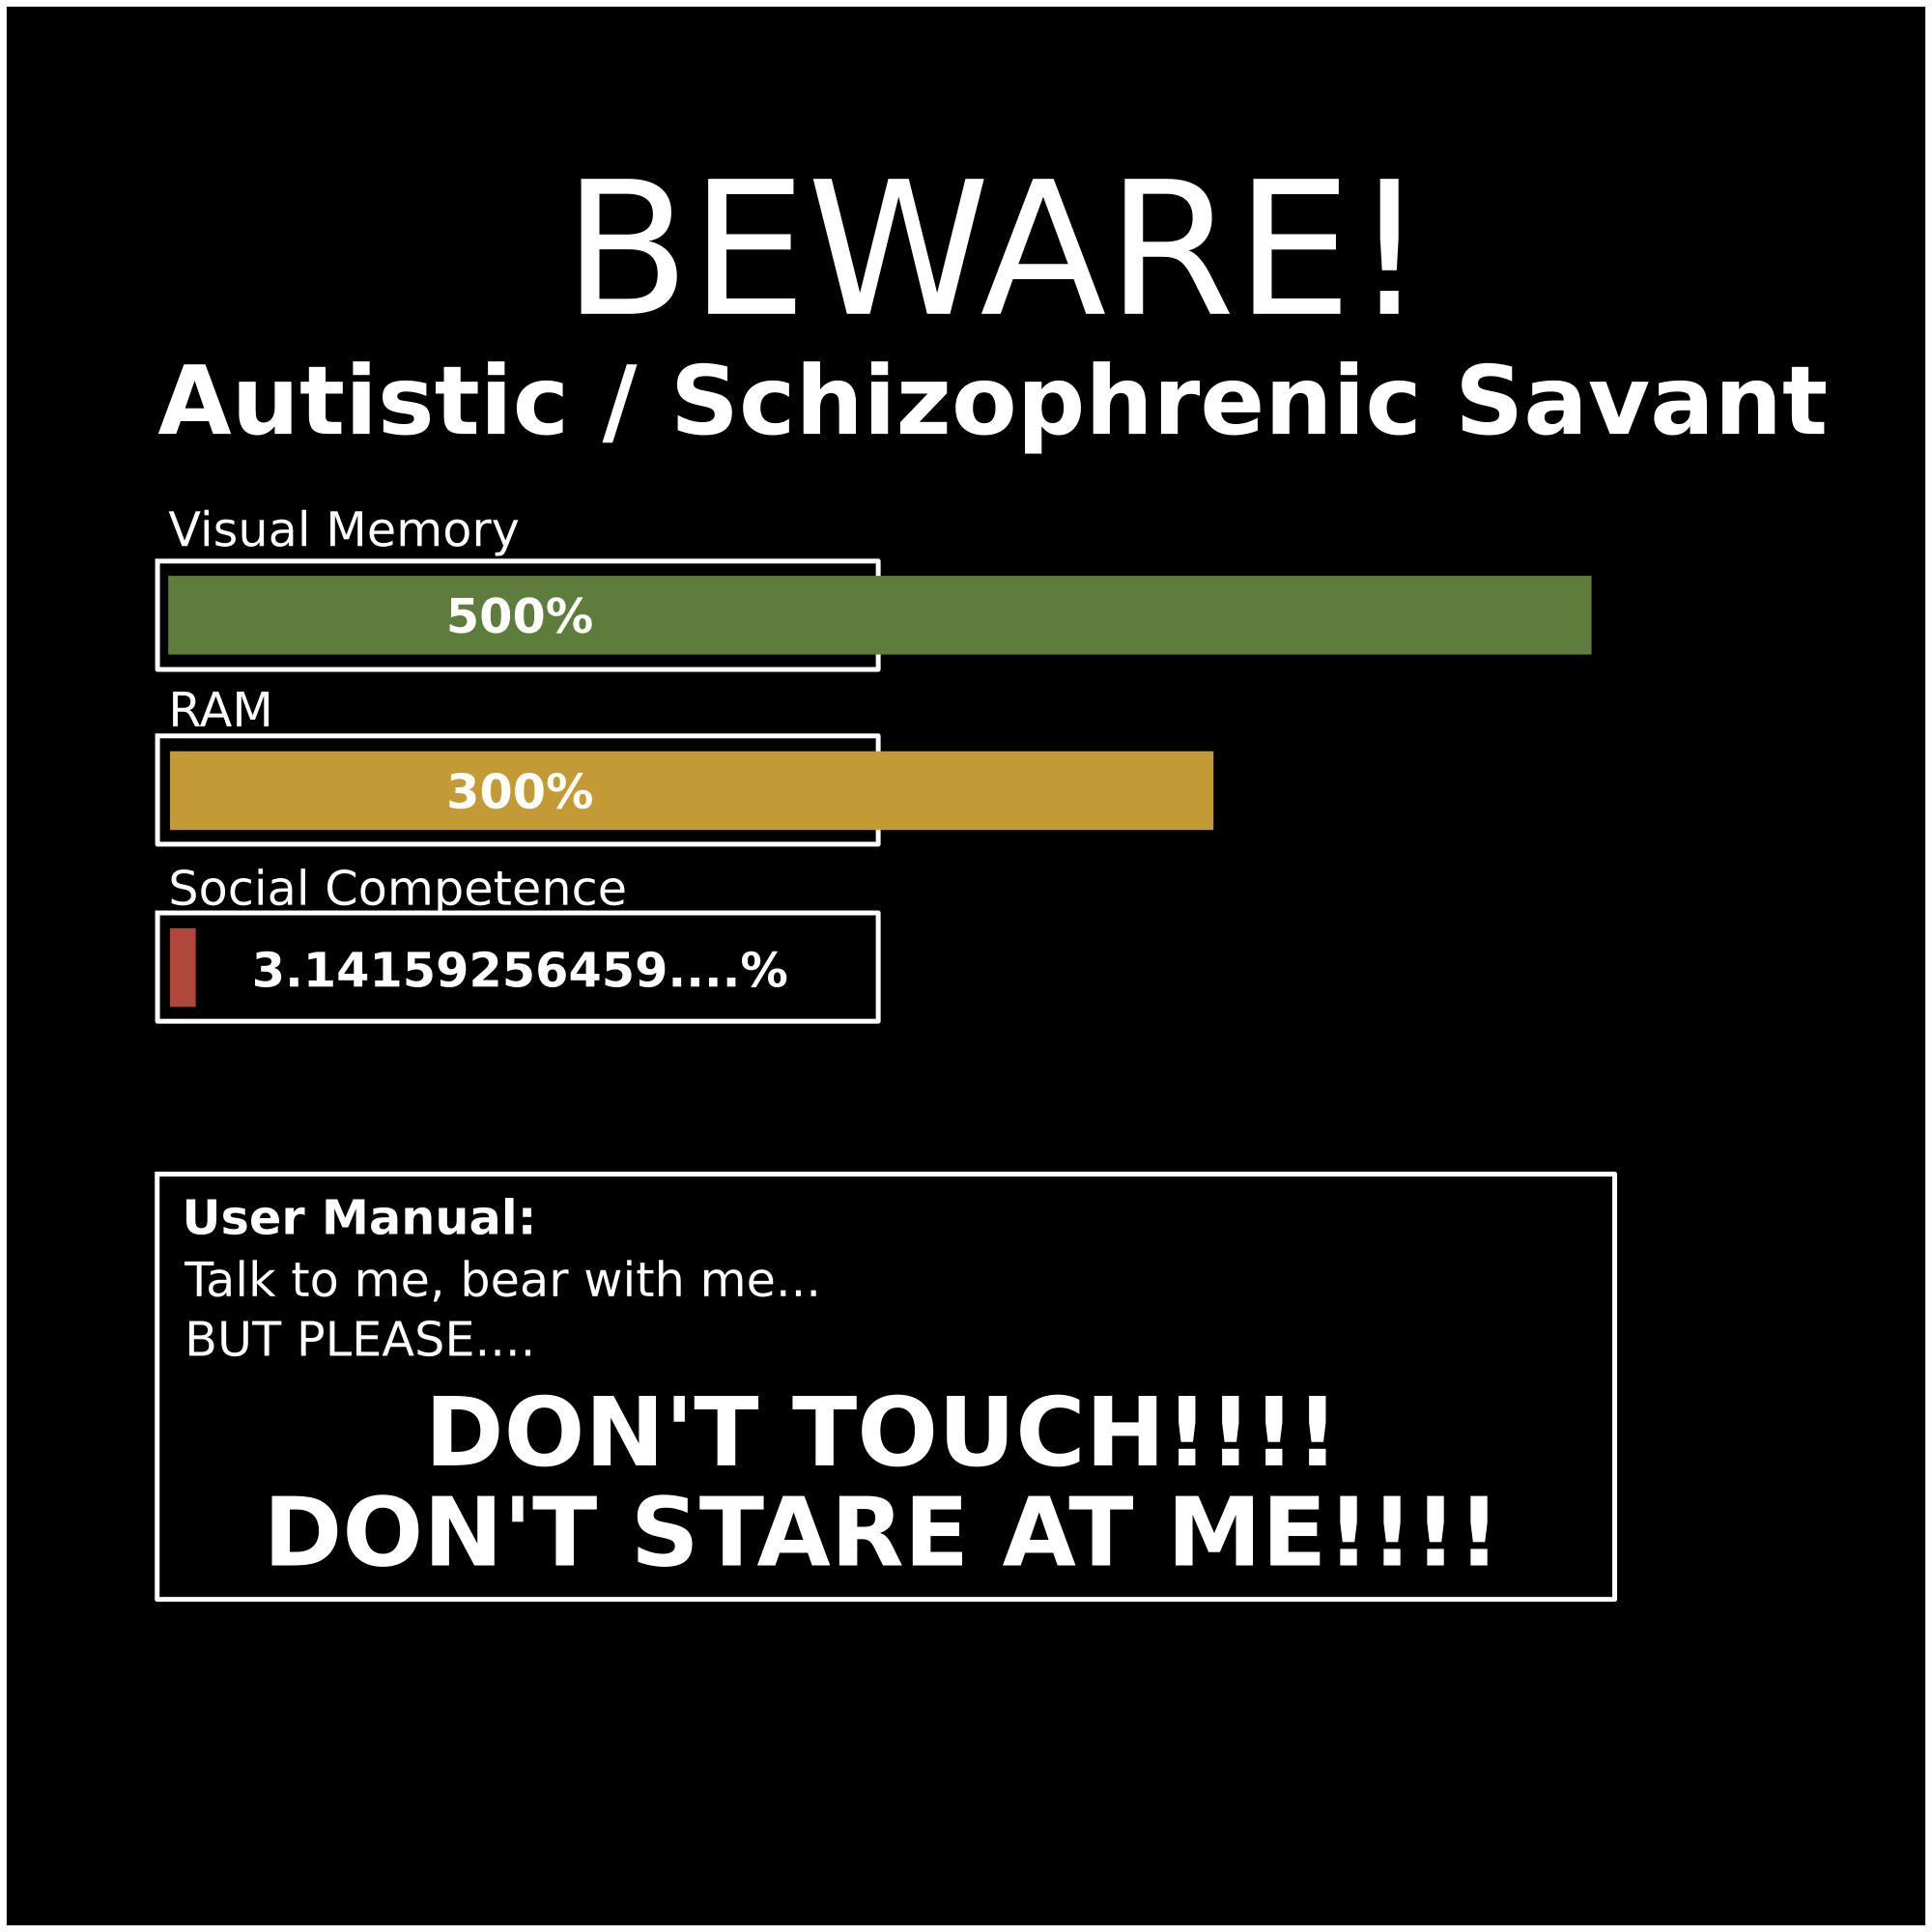 BEWARE!
Autistic / Schizophrenic Savant
Visual Memory
500%
RAM
300%
Social Competence
3.14159256459....%
User Manual:
Talk to me, bear with me...
BUT PLEASE....
DON'T TOUCH!!!!
DON'T STARE AT ME!!!!